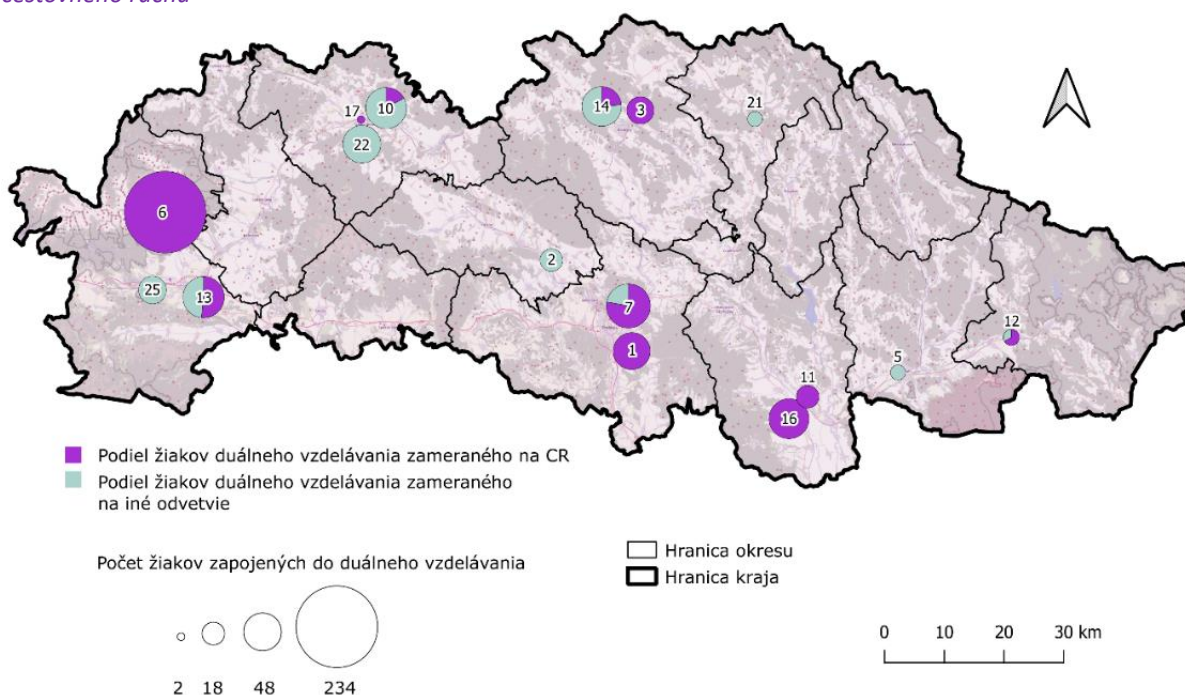 cestovného ruchu
14
3
21
17
10
22
6
2
25
13
7
1
12
5
11
16
Podiel žiakov duálneho vzdelávania zameraného na CR
Podiel žiakov duálneho vzdelávania zameraného
na iné odvetvie
Počet žiakov zapojených do duálneho vzdelávania
Hranica okresu
Hranica kraja
2 18 48 234
0 10 20 30 km